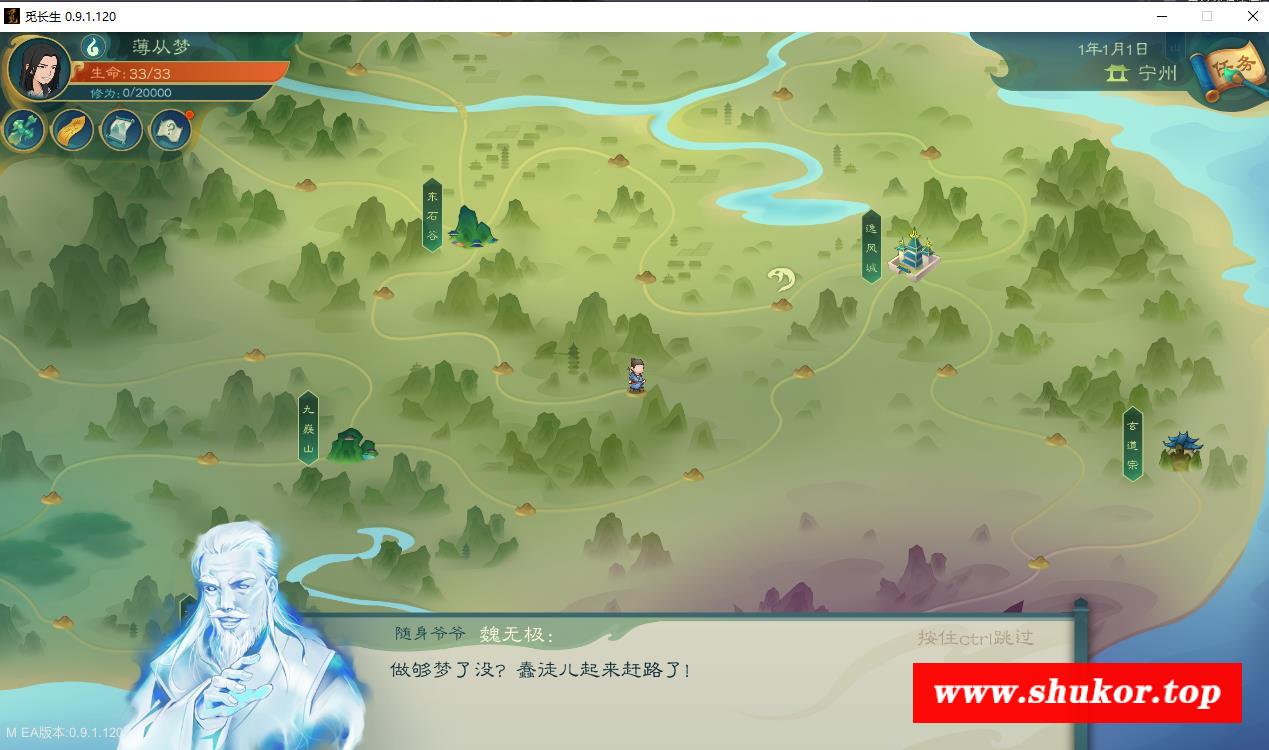 觅长生 0.9.1.120
薄从梦
生命:33/33
修为:0/20000
1年1月1日
宁州
任务
东石谷
逸风城
九嶷山
玄道宗
随身爷爷 魏无极:
按住ctrl跳过
做够梦了没?蠢徒儿起来赶路了!
www.shukor.top
M EA版本:0.9.1.120